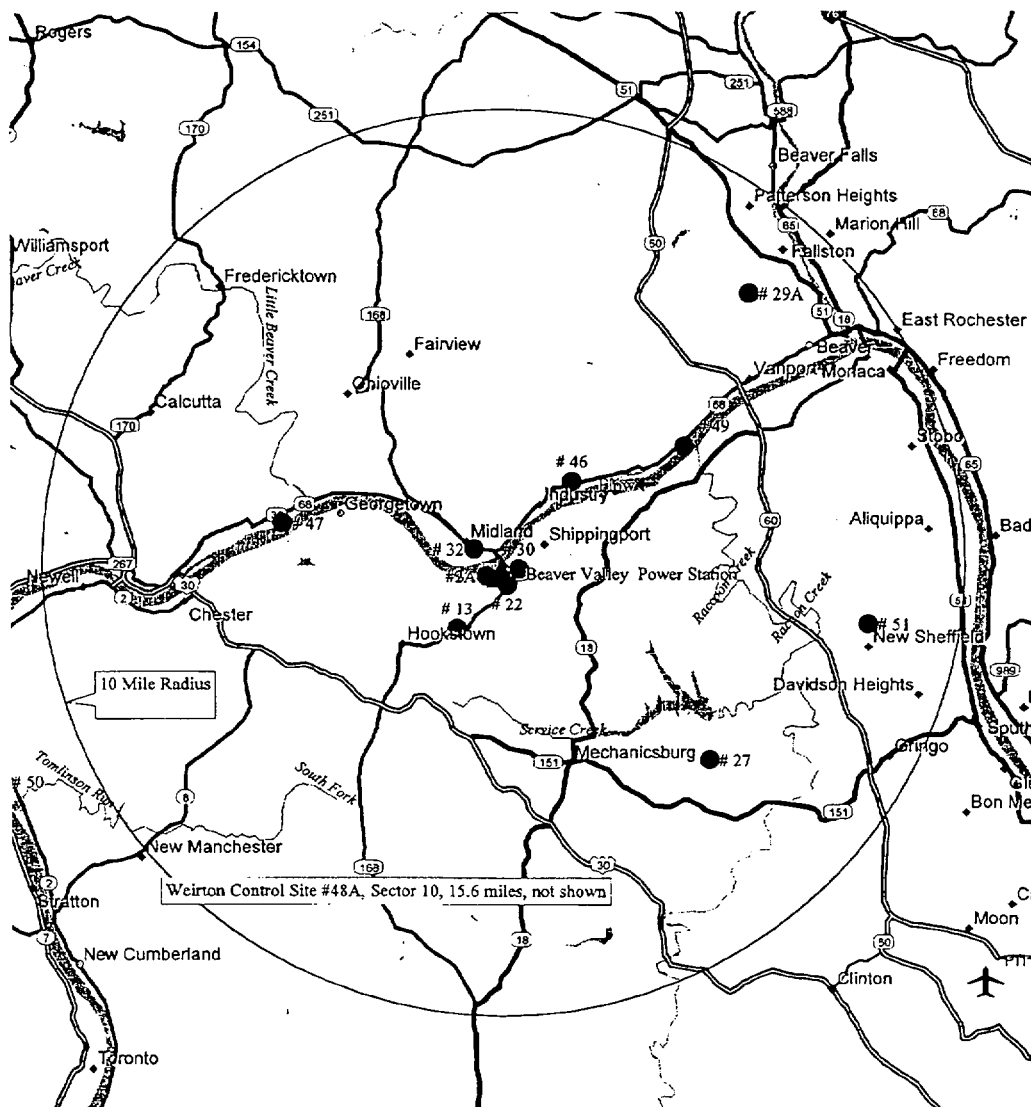 Rogers
154
251
51
251
588
170
Beaver Falls
Patterson Heights
Marion Hill
68
65
Fallston
60
Williamsport
Fredericktown
Little Beaver Creek
# 29A
168
51
18
East Rochester
Fairview
Beaver
Vanport
Monaca
Freedom
Ohioville
Calcutta
170
68
# 49
Stobo
65
# 46
Industry
68
Georgetown
# 47
Midland
Shippingport
60
Aliquippa
# 32
# 30
267
Newell
30
2
Beaver Valley Power Station
# 22
Raccoon Creek
Raccoon Creek
Chester
# 13
Hookstown
# 51
New Sheffield
51
18
989
10 Mile Radius
Davidson Heights
Service Creek
151
Mechanicsburg
# 27
Gringo
Tomlinson Run
South Fork
# 50
8
151
Bon Me
New Manchester
30
168
2
Weirton Control Site #48A, Sector 10, 15.6 miles, not shown
Stratton
Moon
7
18
New Cumberland
Clinton
Toronto